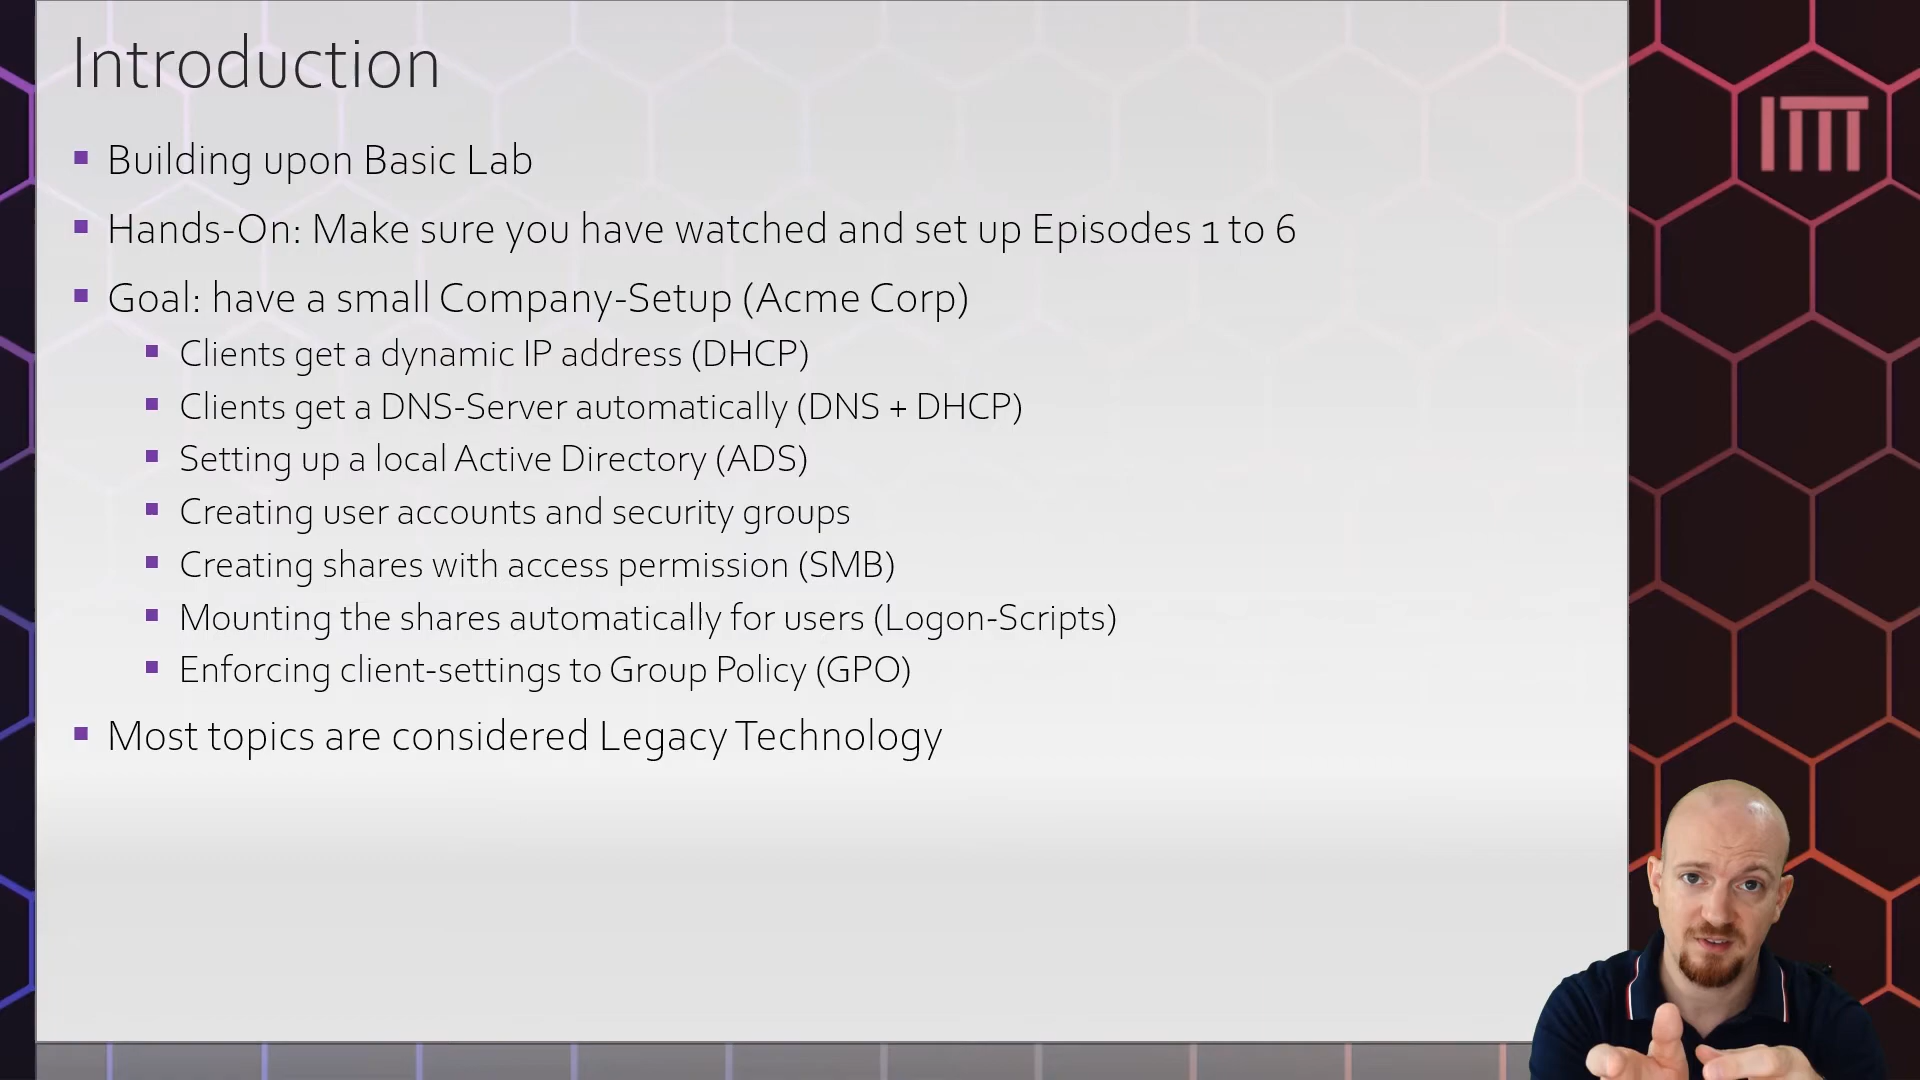 Introduction
Building upon Basic Lab
Hands-On: Make sure you have watched and set up Episodes 1 to 6
Goal: have a small Company-Setup (Acme Corp)
Clients get a dynamic IP address (DHCP)
Clients get a DNS-Server automatically (DNS + DHCP)
Setting up a local Active Directory (ADS)
Creating user accounts and security groups
Creating shares with access permission (SMB)
Mounting the shares automatically for users (Logon-Scripts)
Enforcing client-settings to Group Policy (GPO)
Most topics are considered Legacy Technology